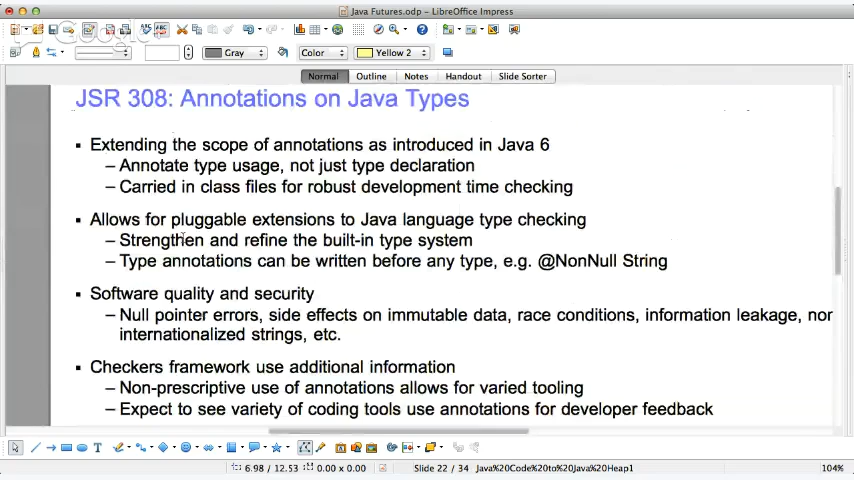 Java Futures.odp - LibreOffice Impress
Google
Gray
Color
Yellow 2
Normal
Outline
Notes
Handout
Slide Sorter
JSR 308: Annotations on Java Types
▪ Extending the scope of annotations as introduced in Java 6
– Annotate type usage, not just type declaration
– Carried in class files for robust development time checking
▪ Allows for pluggable extensions to Java language type checking
– Strengthen and refine the built-in type system
– Type annotations can be written before any type, e.g. @NonNull String
▪ Software quality and security
– Null pointer errors, side effects on immutable data, race conditions, information leakage, nor
internationalized strings, etc.
▪ Checkers framework use additional information
– Non-prescriptive use of annotations allows for varied tooling
– Expect to see variety of coding tools use annotations for developer feedback
6.98 / 12.53
0.00 x 0.00
Slide 22 / 34
Java%20Code%20to%20Java%20Heap1
104%